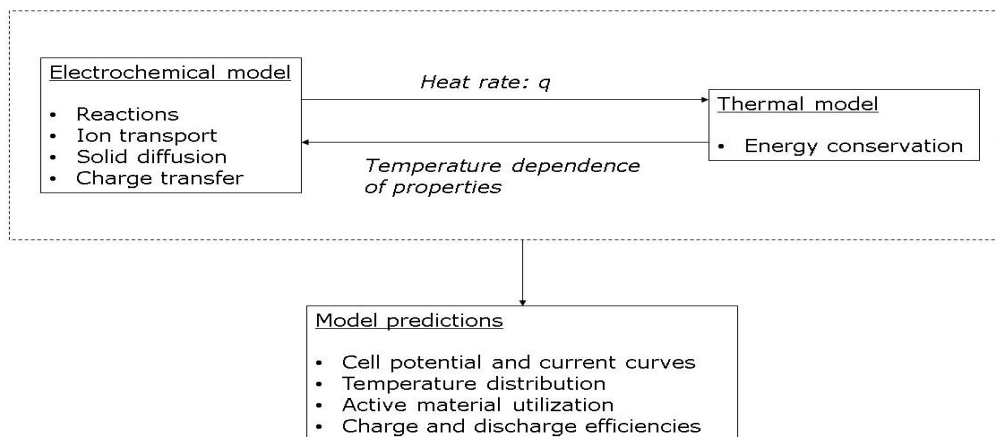 Electrochemical model
• Reactions
• Ion transport
• Solid diffusion
• Charge transfer
Heat rate: q
Temperature dependence
of properties
Thermal model
• Energy conservation
Model predictions
• Cell potential and current curves
• Temperature distribution
• Active material utilization
• Charge and discharge efficiencies